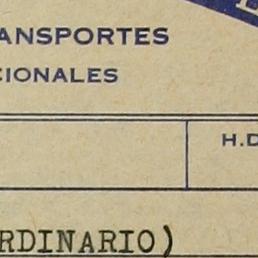 ANSPORTES
CIONALES
H.D
RDINARIO)